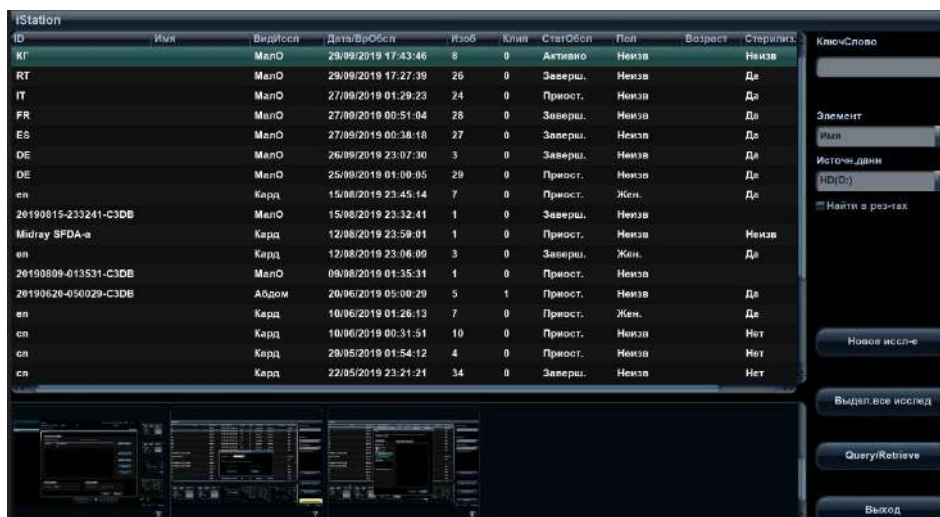 iStation
ID Имя ВидИссл Дата/ВрОбсл Изоб Клип СтатОбсл Пол Возраст Стерилиз.
КГ МалО 29/09/2019 17:43:46 8 0 Активно Неизв Неизв
RT МалО 29/09/2019 17:27:39 26 0 Заверш. Неизв Да
IT МалО 27/09/2019 01:29:23 24 0 Приост. Неизв Да
FR МалО 27/09/2019 00:51:04 28 0 Заверш. Неизв Да
ES МалО 27/09/2019 00:38:18 27 0 Заверш. Неизв Да
DE МалО 26/09/2019 23:07:30 3 0 Заверш. Неизв Да
DE МалО 25/09/2019 01:00:05 29 0 Приост. Неизв Да
en Кард 15/08/2019 23:45:14 7 0 Приост. Жен. Да
20190815-233241-C3DB МалО 15/08/2019 23:32:41 1 0 Заверш. Неизв
Midray SFDA-a Кард 12/08/2019 23:59:01 1 0 Приост. Неизв Неизв
en Кард 12/08/2019 23:06:09 3 0 Заверш. Жен. Да
20190809-013531-C3DB МалО 09/08/2019 01:35:31 1 0 Приост. Неизв
20190620-050029-C3DB Абдом 20/06/2019 05:00:29 5 1 Приост. Неизв Да
en Кард 10/06/2019 01:26:13 7 0 Приост. Жен. Да
cn Кард 10/06/2019 00:31:51 10 0 Приост. Неизв Нет
cn Кард 29/05/2019 01:54:12 4 0 Приост. Неизв Нет
cn Кард 22/05/2019 23:21:21 34 0 Заверш. Неизв Нет
КлючСлово
Элемент
Имя
Источн.данн
HD(D:)
Найти в рез-тах
Новое иссл-е
Выдел.все исслед
Query/Retrieve
Выход